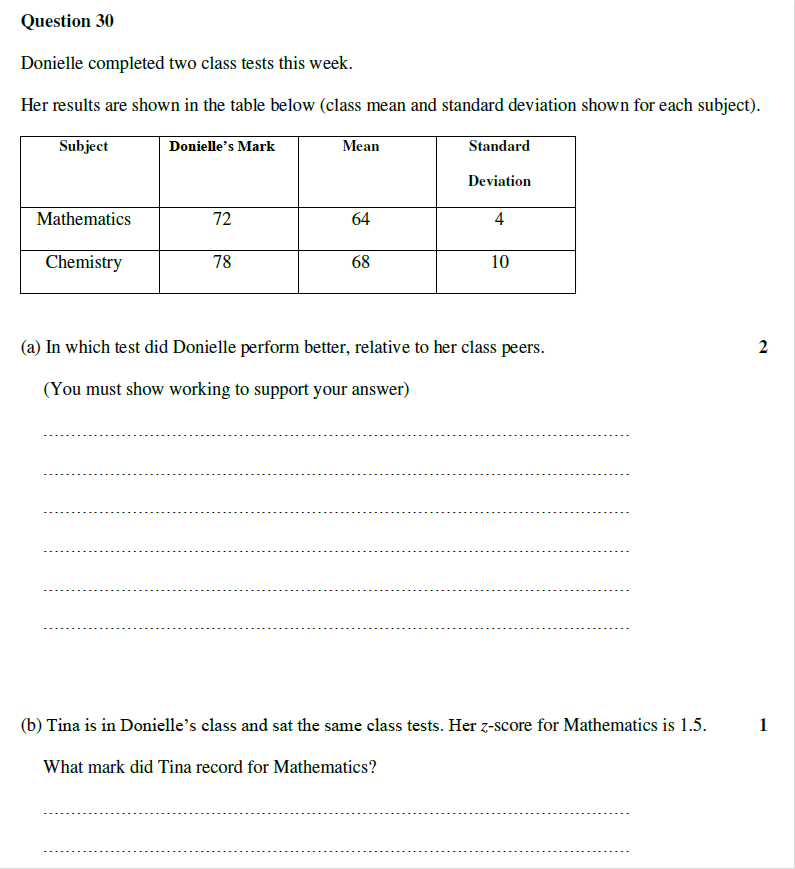 Question 30
Donielle completed two class tests this week.
Her results are shown in the table below (class mean and standard deviation shown for each subject).
Subject Donielle's Mark Mean Standard
Deviation
Mathematics 72 64 4
Chemistry 78 68 10
(a) In which test did Donielle perform better, relative to her class peers. 2
(You must show working to support your answer)
(b) Tina is in Donielle's class and sat the same class tests. Her z-score for Mathematics is 1.5. 1
What mark did Tina record for Mathematics?